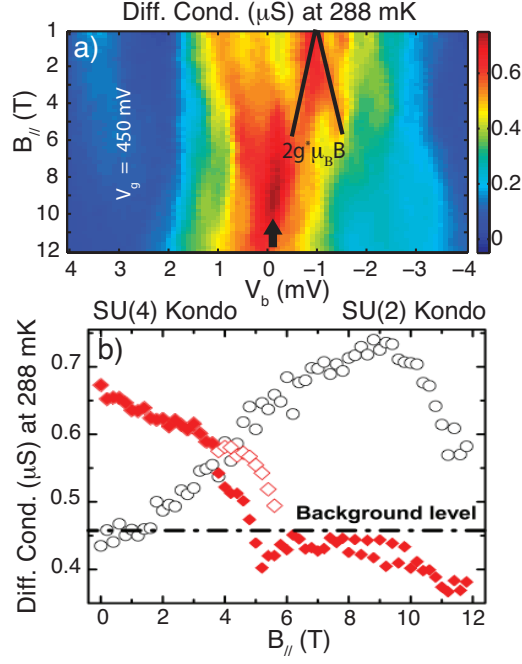 Diff. Cond. (μS) at 288 mK
a)
B// (T)
1
2
4
6
8
10
12
V_g = 450 mV
2g*μ_B B
4 3 2 1 0 -1 -2 -3 -4
V_b (mV)
0.6
0.4
0.2
0
SU(4) Kondo SU(2) Kondo
b)
Diff. Cond. (μS) at 288 mK
0.7
0.6
0.5
0.4
Background level
0 2 4 6 8 10 12
B// (T)